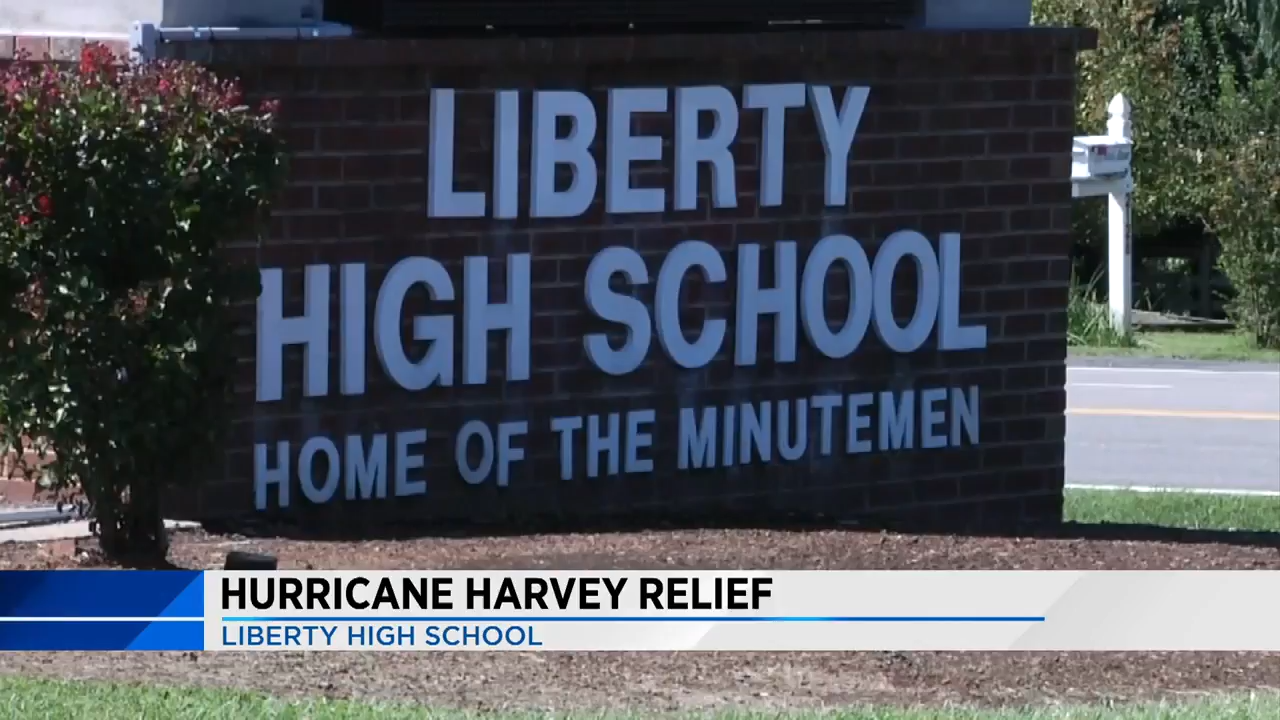 LIBERTY
HIGH SCHOOL
HOME OF THE MINUTEMEN
HURRICANE HARVEY RELIEF
LIBERTY HIGH SCHOOL